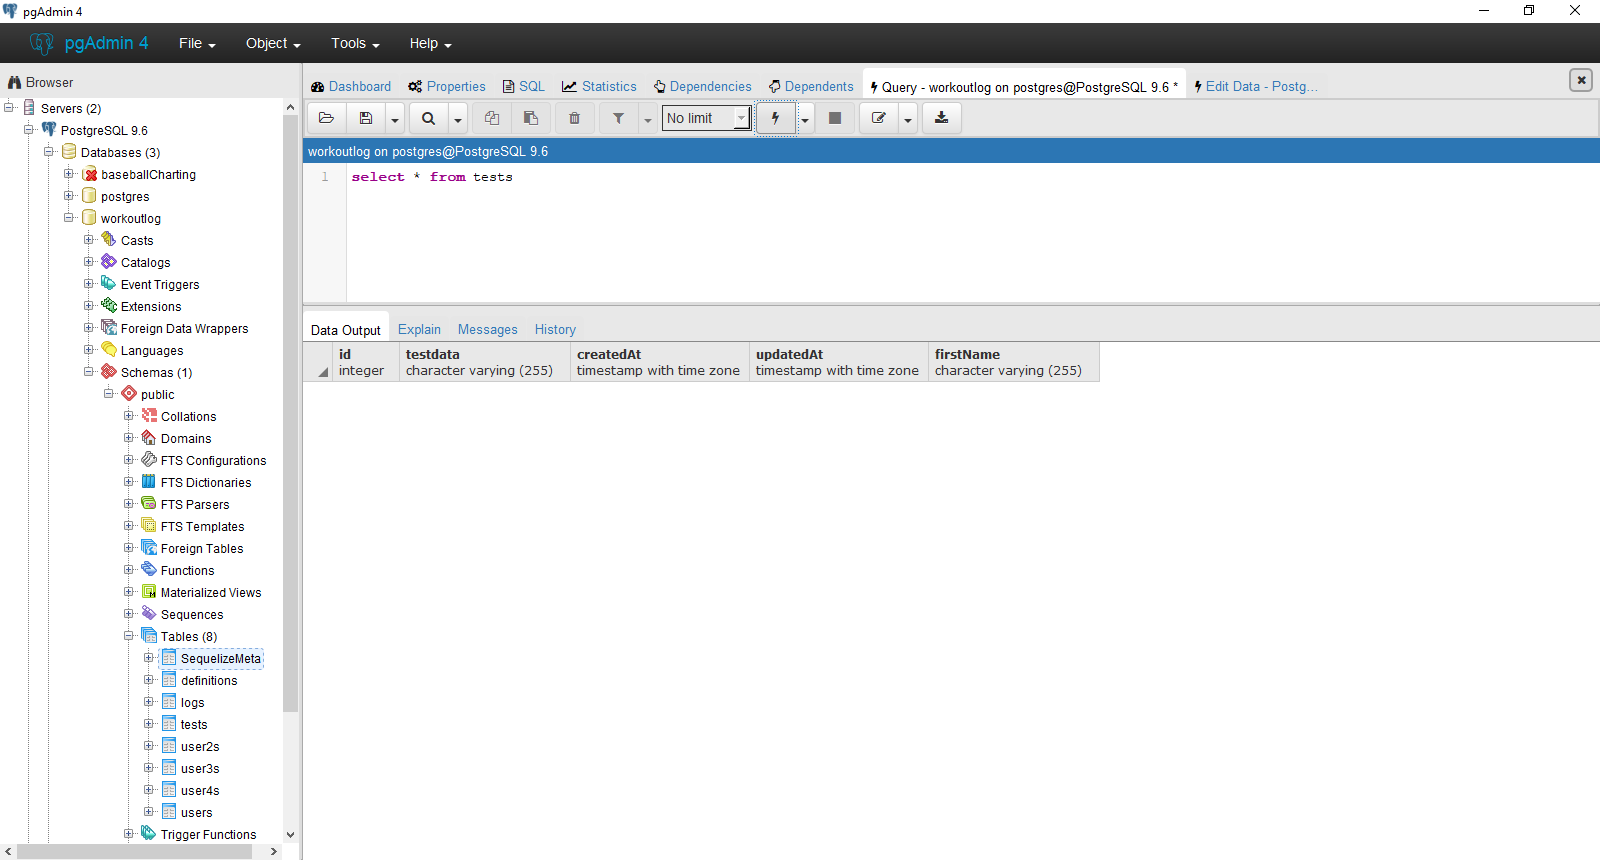 pgAdmin 4
pgAdmin 4 File Object Tools Help
Browser
Servers (2)
PostgreSQL 9.6
Databases (3)
baseballCharting
postgres
workoutlog
Casts
Catalogs
Event Triggers
Extensions
Foreign Data Wrappers
Languages
Schemas (1)
public
Collations
Domains
FTS Configurations
FTS Dictionaries
FTS Parsers
FTS Templates
Foreign Tables
Functions
Materialized Views
Sequences
Tables (8)
SequelizeMeta
definitions
logs
tests
user2s
user3s
user4s
users
Trigger Functions
Dashboard Properties SQL Statistics Dependencies Dependents Query - workoutlog on postgres@PostgreSQL 9.6 * Edit Data - Postg...
No limit
workoutlog on postgres@PostgreSQL 9.6
1 select * from tests
Data Output Explain Messages History
id testdata createdAt updatedAt firstName
integer character varying (255) timestamp with time zone timestamp with time zone character varying (255)